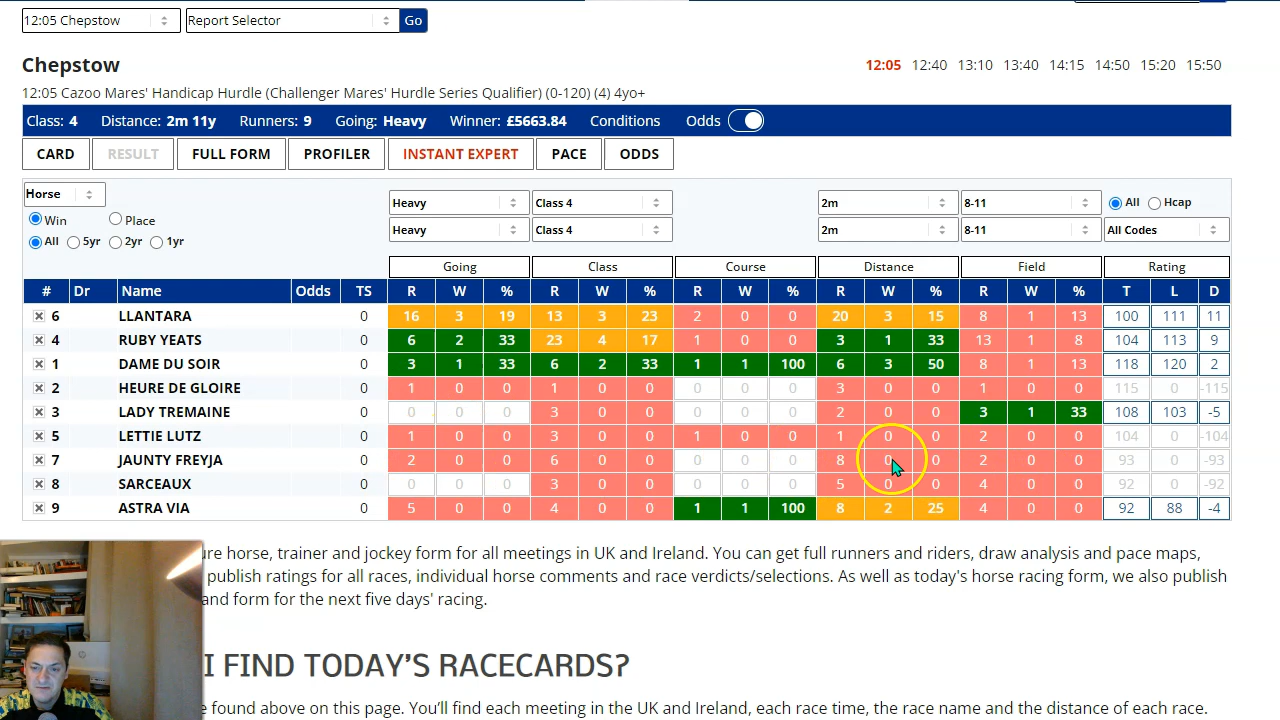 12:05 Chepstow Report Selector Go
Chepstow 12:05 12:40 13:10 13:40 14:15 14:50 15:20 15:50
12:05 Cazoo Mares' Handicap Hurdle (Challenger Mares' Hurdle Series Qualifier) (0-120) (4) 4yo+
Class: 4 Distance: 2m 11y Runners: 9 Going: Heavy Winner: £5663.84 Conditions Odds
CARD RESULT FULL FORM PROFILER INSTANT EXPERT PACE ODDS
Horse Heavy Class 4 2m 8-11 All Hcap
Win Place
Heavy Class 4 2m 8-11 All Codes
All 5yr 2yr 1yr
Going Class Course Distance Field Rating
# Dr Name Odds TS R W % R W % R W % R W % R W % T L D
6 LLANTARA 0 16 3 19 13 3 23 2 0 0 20 3 15 8 1 13 100 111 11
4 RUBY YEATS 0 6 2 33 23 4 17 1 0 0 3 1 33 13 1 8 104 113 9
1 DAME DU SOIR 0 3 1 33 6 2 33 1 1 100 6 3 50 8 1 13 118 120 2
2 HEURE DE GLOIRE 0 1 0 0 1 0 0 0 0 0 3 0 0 1 0 0 115 0 -115
3 LADY TREMAINE 0 0 0 0 3 0 0 0 0 0 2 0 0 3 1 33 108 103 -5
5 LETTIE LUTZ 0 1 0 0 3 0 0 1 0 0 1 0 0 2 0 0 104 0 -104
7 JAUNTY FREYJA 0 2 0 0 6 0 0 0 0 0 8 0 0 2 0 0 93 0 -93
8 SARCEAUX 0 0 0 0 3 0 0 0 0 0 5 0 0 4 0 0 92 0 -92
9 ASTRA VIA 0 5 0 0 4 0 0 1 1 100 8 2 25 4 0 0 92 88 -4
ure horse, trainer and jockey form for all meetings in UK and Ireland. You can get full runners and riders, draw analysis and pace maps,
publish ratings for all races, individual horse comments and race verdicts/selections. As well as today's horse racing form, we also publish
and form for the next five days' racing.
I FIND TODAY'S RACECARDS?
e found above on this page. You'll find each meeting in the UK and Ireland, each race time, the race name and the distance of each race.